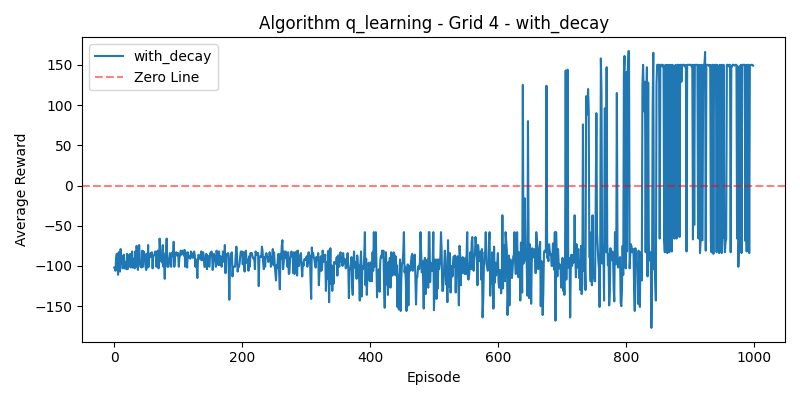 Algorithm q_learning - Grid 4 - with_decay
with_decay
Zero Line
Average Reward
150
100
50
0
−50
−100
−150
0 200 400 600 800 1000
Episode